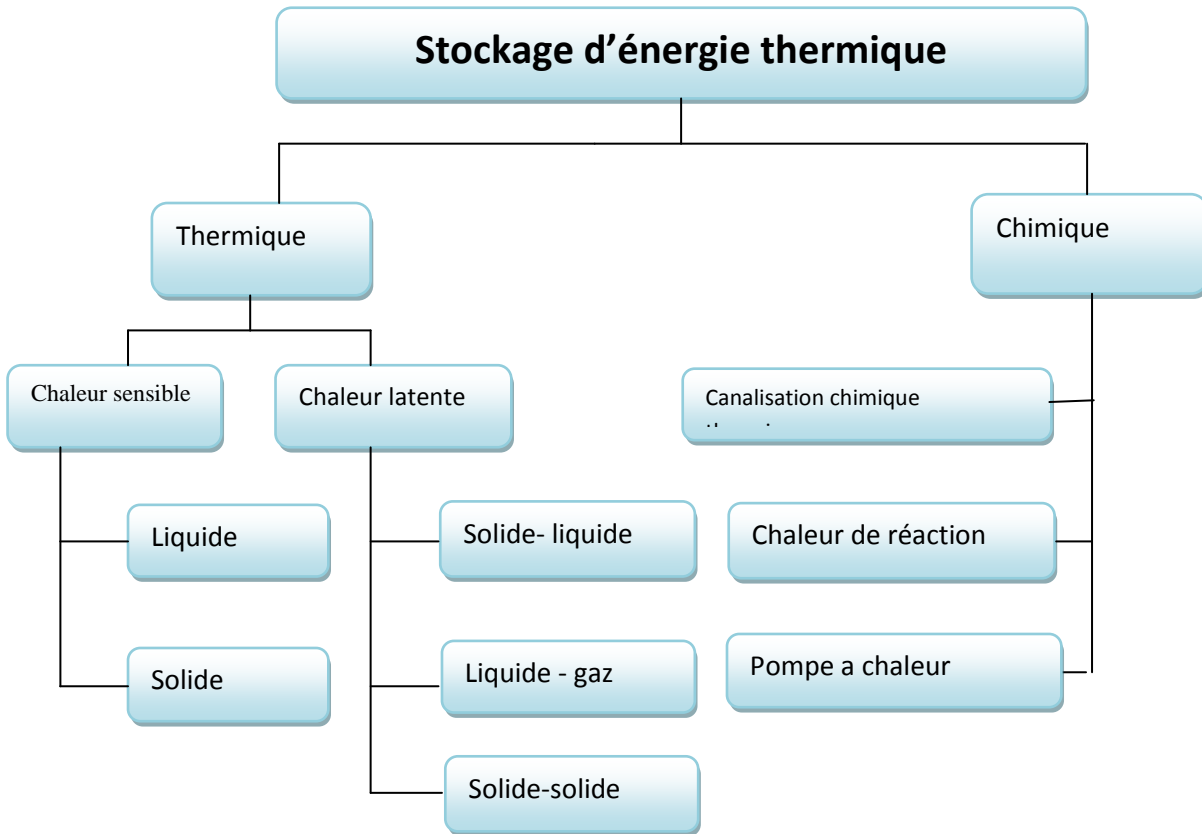 Stockage d’énergie thermique
Thermique
Chimique
Chaleur sensible
Chaleur latente
Canalisation chimique
Liquide
Solide- liquide
Chaleur de réaction
Solide
Liquide - gaz
Pompe a chaleur
Solide-solide